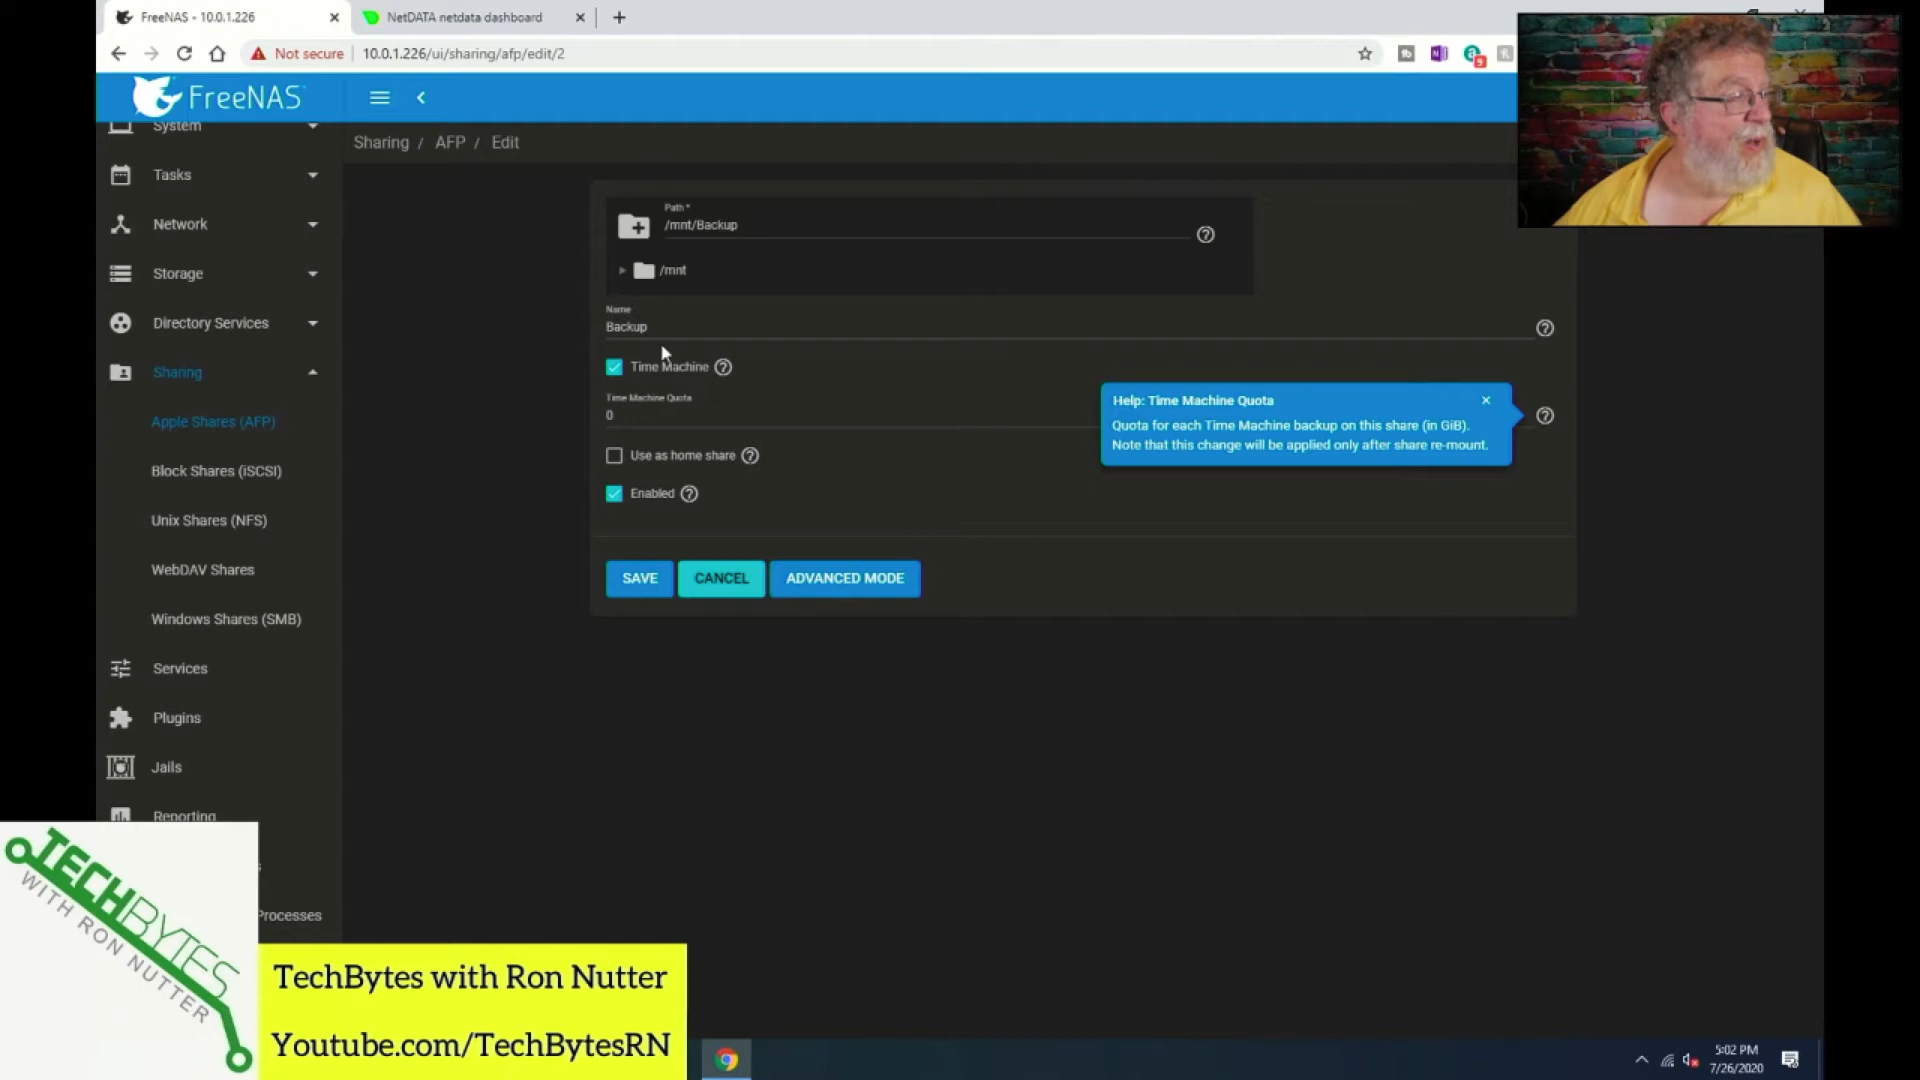 FreeNAS - 10.0.1.226
NetDATA netdata dashboard
Not secure
10.0.1.226/ui/sharing/afp/edit/2
9
FreeNAS
System
Sharing / AFP / Edit
Tasks
Network
Storage
Directory Services
Sharing
Apple Shares (AFP)
Block Shares (iSCSI)
Unix Shares (NFS)
WebDAV Shares
Windows Shares (SMB)
Services
Plugins
Jails
Reporting
Processes
Path *
/mnt/Backup
/mnt
Name
Backup
Time Machine
Time Machine Quota
0
Help: Time Machine Quota
Quota for each Time Machine backup on this share (in GiB).
Note that this change will be applied only after share re-mount.
Use as home share
Enabled
SAVE
CANCEL
ADVANCED MODE
TECHBYTES
WITH RON NUTTER
TechBytes with Ron Nutter
Youtube.com/TechBytesRN
5:02 PM
7/26/2020